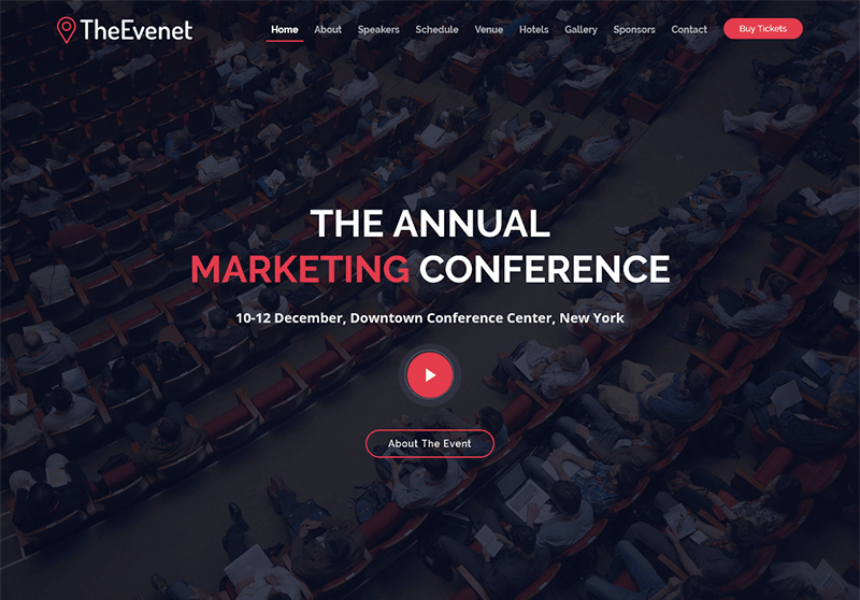 TheEvenet
Home About Speakers Schedule Venue Hotels Gallery Sponsors Contact Buy Tickets
THE ANNUAL
MARKETING CONFERENCE
10-12 December, Downtown Conference Center, New York
About The Event